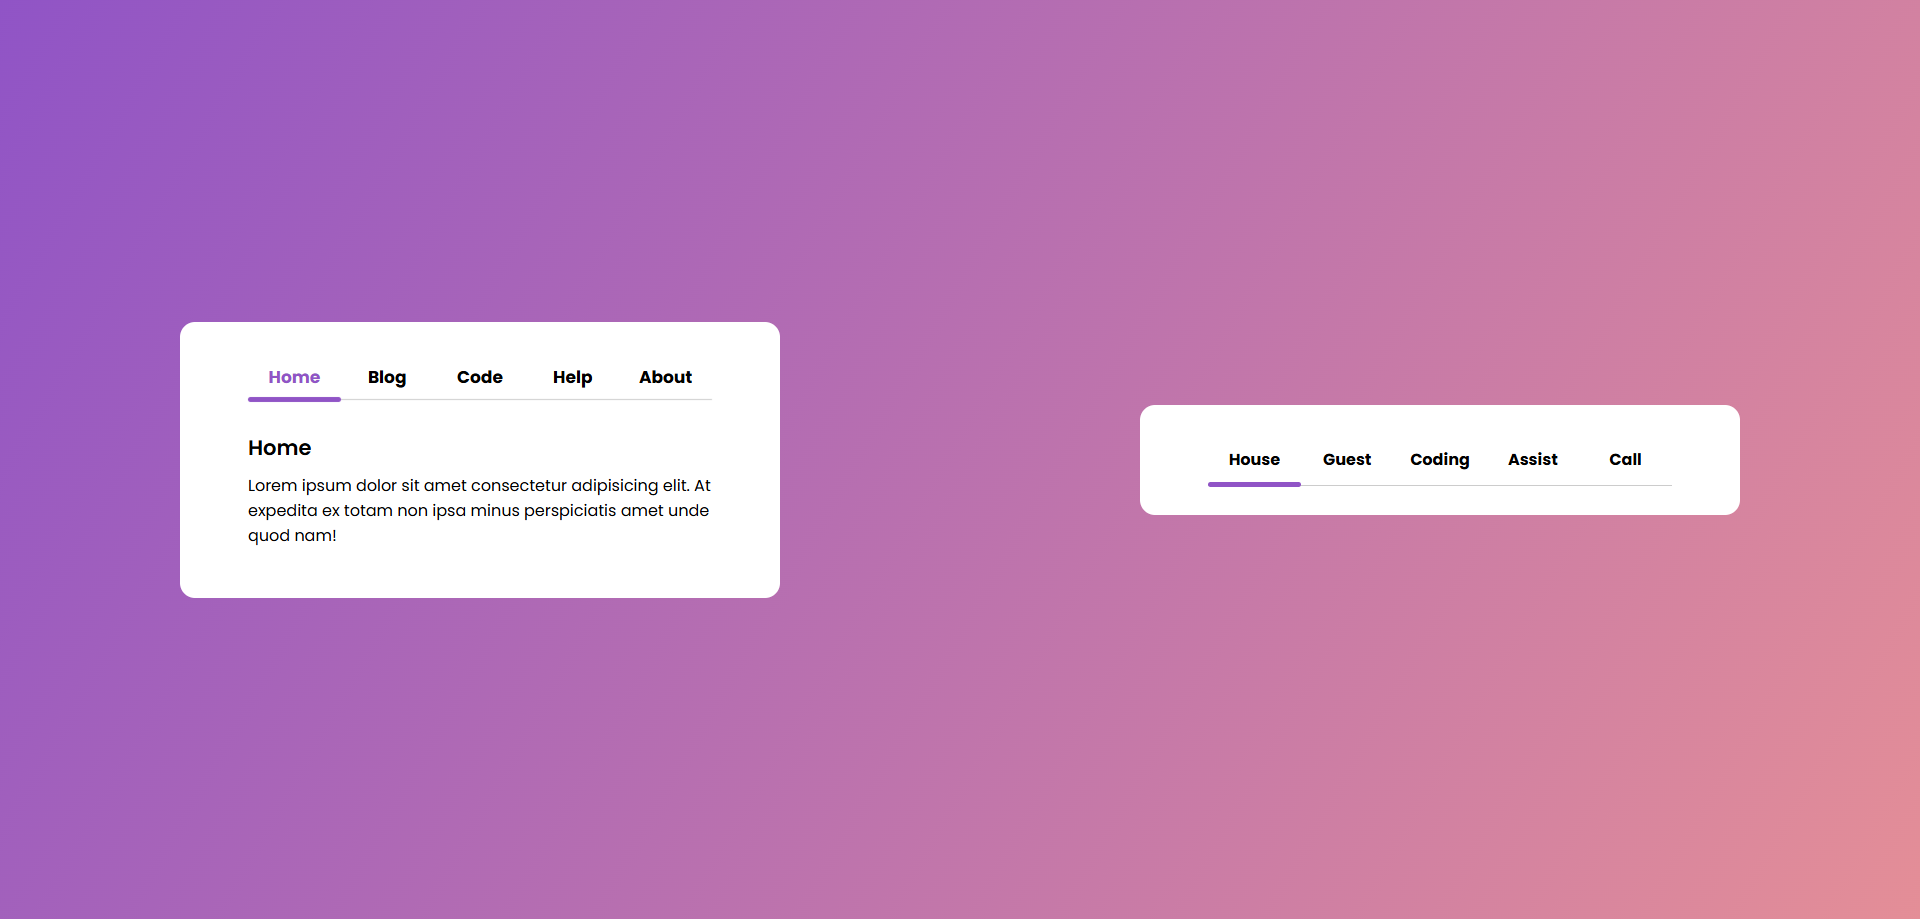 Home Blog Code Help About
Home
Lorem ipsum dolor sit amet consectetur adipisicing elit. At
expedita ex totam non ipsa minus perspiciatis amet unde
quod nam!
House Guest Coding Assist Call